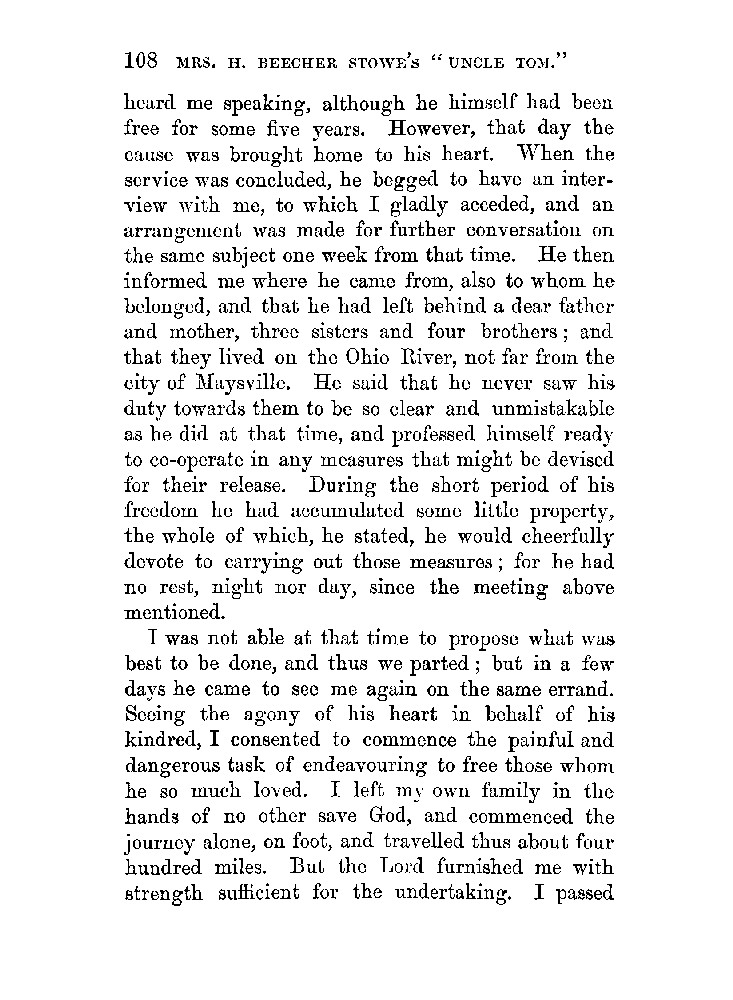 108 MRS. H. BEECHER STOWE'S "UNCLE TOM."
heard me speaking, although he himself had been
free for some five years. However, that day the
cause was brought home to his heart. When the
service was concluded, he begged to have an inter-
view with me, to which I gladly acceded, and an
arrangement was made for further conversation on
the same subject one week from that time. He then
informed me where he came from, also to whom he
belonged, and that he had left behind a dear father
and mother, three sisters and four brothers; and
that they lived on the Ohio River, not far from the
city of Maysville. He said that he never saw his
duty towards them to be so clear and unmistakable
as he did at that time, and professed himself ready
to co-operate in any measures that might be devised
for their release. During the short period of his
freedom he had accumulated some little property,
the whole of which, he stated, he would cheerfully
devote to carrying out those measures; for he had
no rest, night nor day, since the meeting above
mentioned.
I was not able at that time to propose what was
best to be done, and thus we parted; but in a few
days he came to see me again on the same errand.
Seeing the agony of his heart in behalf of his
kindred, I consented to commence the painful and
dangerous task of endeavouring to free those whom
he so much loved. I left my own family in the
hands of no other save God, and commenced the
journey alone, on foot, and travelled thus about four
hundred miles. But the Lord furnished me with
strength sufficient for the undertaking. I passed